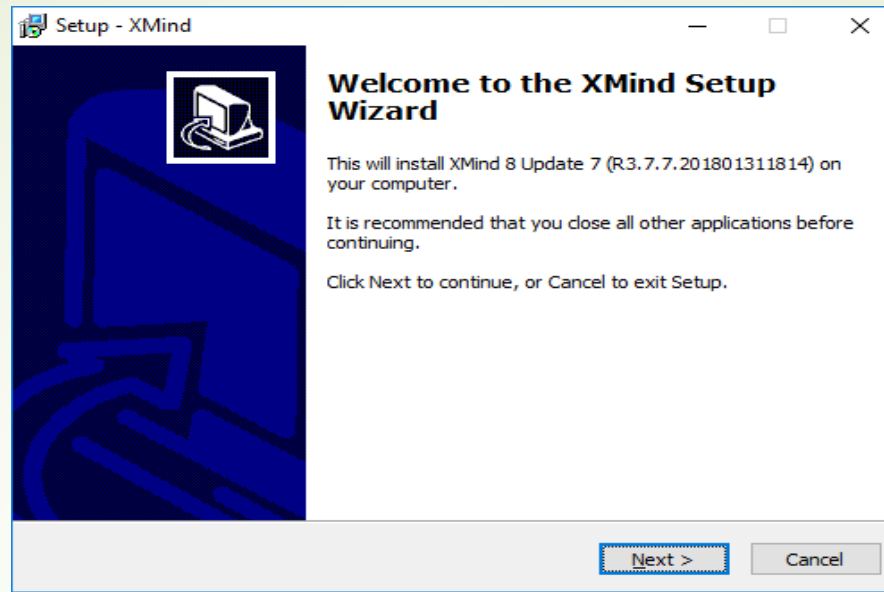 Setup - XMind
Welcome to the XMind Setup
Wizard
This will install XMind 8 Update 7 (R3.7.7.201801311814) on
your computer.
It is recommended that you close all other applications before
continuing.
Click Next to continue, or Cancel to exit Setup.
Next >
Cancel